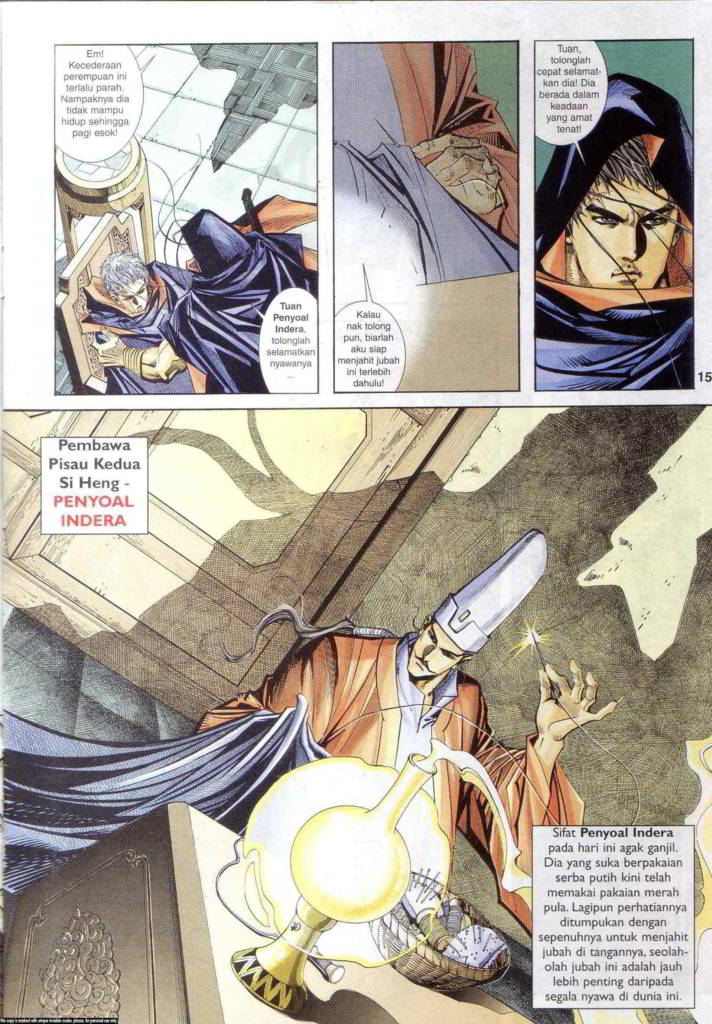 Em!
Kecederaan
perempuan ini
terlalu parah.
Nampaknya dia
tidak mampu
hidup sehingga
pagi esok!
Tuan
Penyoal
Indera,
tolonglah
selamatkan
nyawanya
...
Kalau
nak tolong
pun, biarlah
aku siap
menjahit jubah
ini terlebih
dahulu!
Tuan,
tolonglah
cepat selamat-
kan dia! Dia
berada dalam
keadaan
yang amat
tenat!
15
Pembawa
Pisau Kedua
Si Heng -
PENYOAL
INDERA
Sifat Penyoal Indera
pada hari ini agak ganjil.
Dia yang suka berpakaian
serba putih kini telah
memakai pakaian merah
pula. Lagipun perhatiannya
ditumpukan dengan
sepenuhnya untuk menjahit
jubah di tangannya, seolah-
olah jubah ini adalah jauh
lebih penting daripada
segala nyawa di dunia ini.